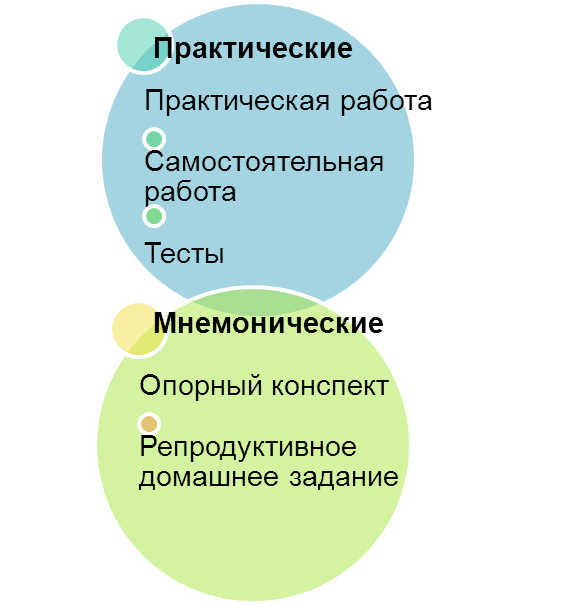 Практические
Практическая работа
Самостоятельная
работа
Тесты
Мнемонические
Опорный конспект
Репродуктивное
домашнее задание